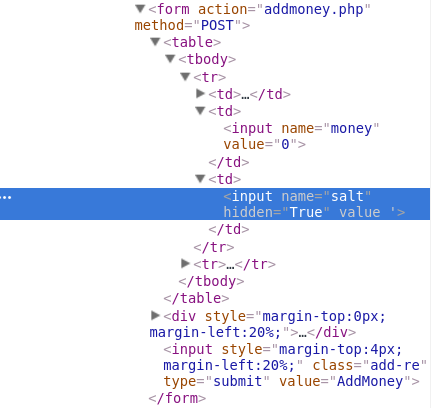 <form action="addmoney.php"
method="POST">
<table>
<tbody>
<tr>
<td>…</td>
<td>
<input name="money"
value="0">
</td>
<td>
<input name="salt"
hidden="True" value '>
</td>
</tr>
<tr>…</tr>
</tbody>
</table>
<div style="margin-top:0px;
margin-left:20%;">…</div>
<input style="margin-top:4px;
margin-left:20%;" class="add-re"
type="submit" value="AddMoney">
</form>